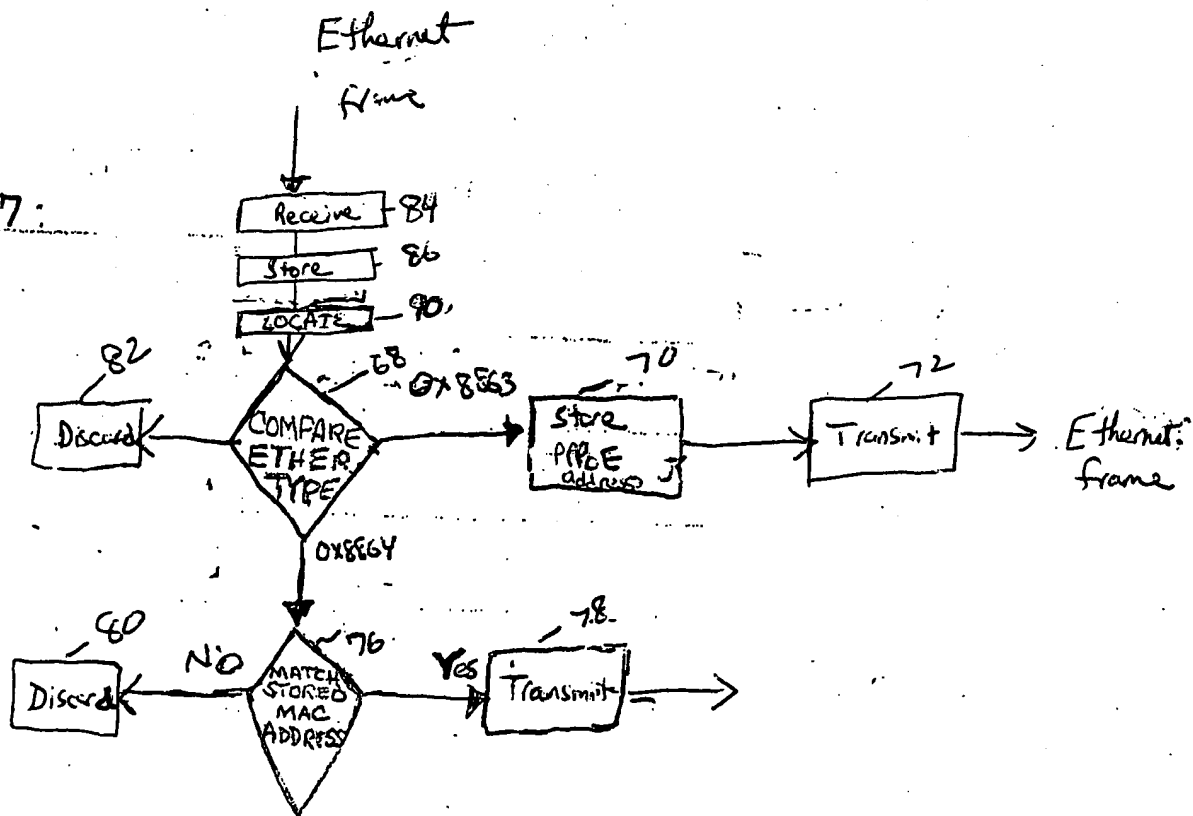 Ethernet
frame
7:
Receive 84
Store 86
LOCATE 90
82
68
0x8863
70
72
Discard
COMPARE
ETHER
TYPE
Store
PPPoE
address
Transmit
Ethernet
frame
0x8864
80
76
78
NO
Yes
Discard
MATCH
STORED
MAC
ADDRESS
Transmit